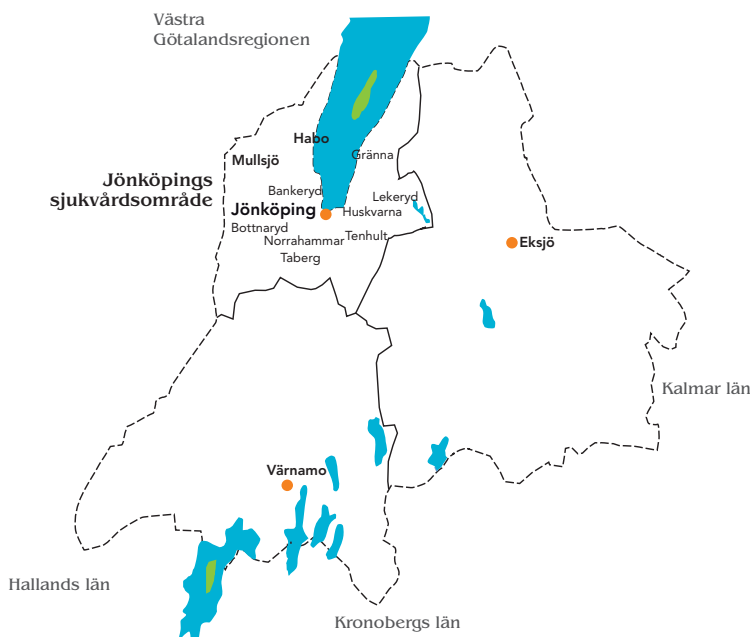 Västra
Götalandsregionen
Habo
Gränna
Mullsjö
Jönköpings
sjukvårdsområde
Bankeryd
Lekeryd
Jönköping
Huskvarna
Bottnaryd
Tenhult
Norrahammar
Taberg
Eksjö
Kalmar län
Värnamo
Hallands län
Kronobergs län